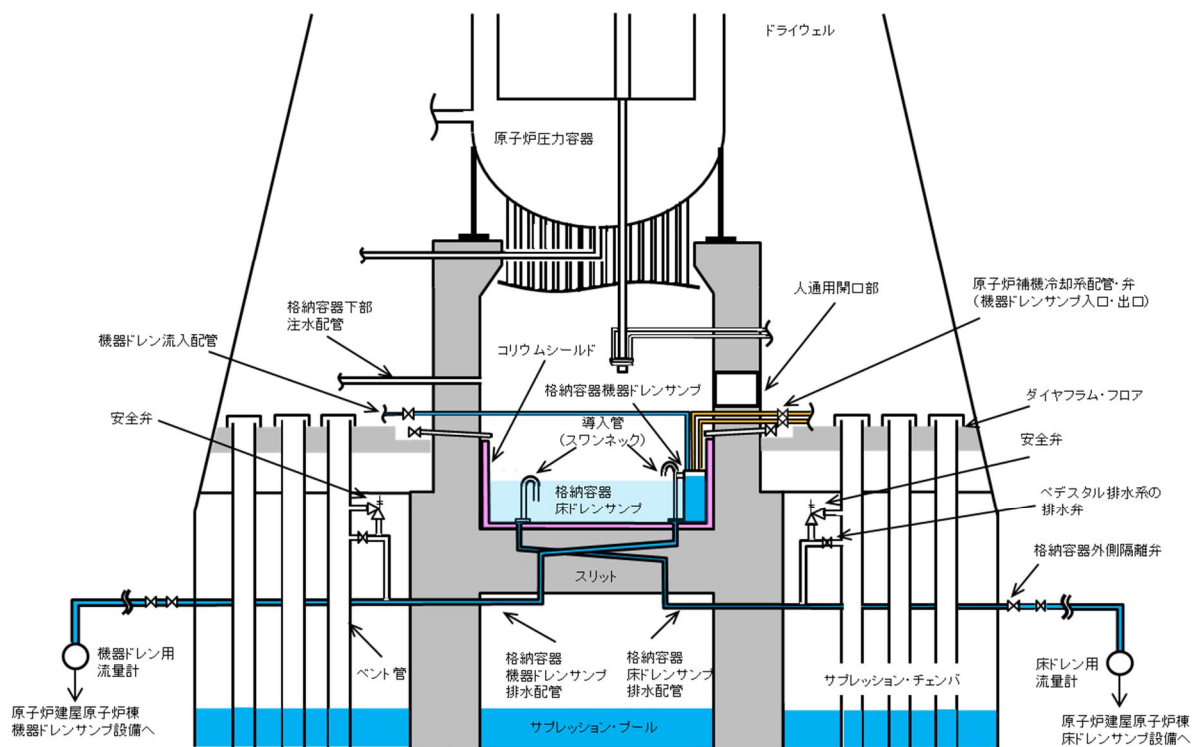 ドライウェル
原子炉圧力容器
格納容器下部
注水配管
人通用開口部
原子炉補機冷却系配管・弁
(機器ドレンサンプ入口・出口)
機器ドレン流入配管
コリウムシールド
格納容器機器ドレンサンプ
ダイヤフラム・フロア
安全弁
導入管
(スワンネック)
安全弁
格納容器
床ドレンサンプ
ペデスタル排水系の
排水弁
格納容器外側隔離弁
スリット
機器ドレン用
流量計
ベント管
格納容器
機器ドレンサンプ
排水配管
格納容器
床ドレンサンプ
排水配管
サプレッション・チェンバ
床ドレン用
流量計
原子炉建屋原子炉棟
機器ドレンサンプ設備へ
サプレッション・プール
原子炉建屋原子炉棟
床ドレンサンプ設備へ